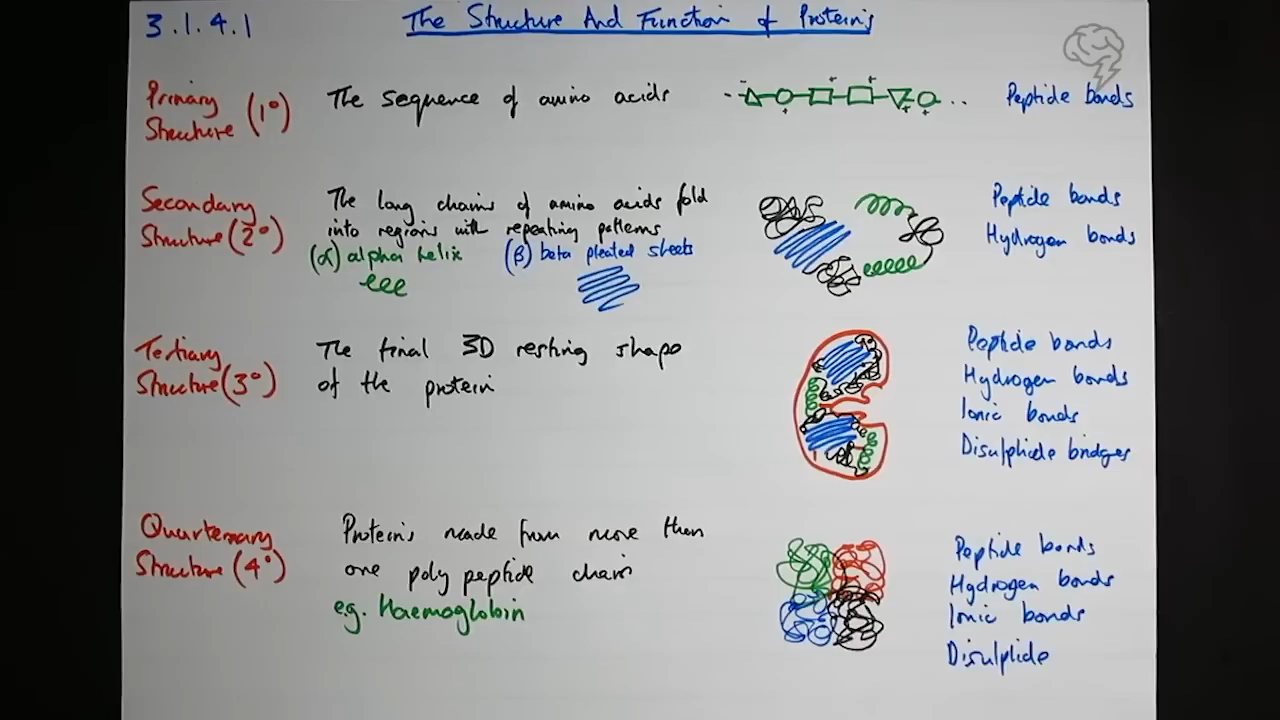 3.1.4.1 The Structure And Function of Proteins
Primary Structure (1°)
The sequence of amino acids
Peptide bonds
Secondary Structure (2°)
The long chains of amino acids fold
into regions with repeating patterns
(α) alpha helix (β) beta pleated sheets
Peptide bonds
Hydrogen bonds
Tertiary Structure (3°)
The final 3D resting shape
of the protein
Peptide bonds
Hydrogen bonds
Ionic bonds
Disulphide bridges
Quarternary Structure (4°)
Proteins made from more than
one polypeptide chain
e.g. Haemoglobin
Peptide bonds
Hydrogen bonds
Ionic bonds
Disulphide